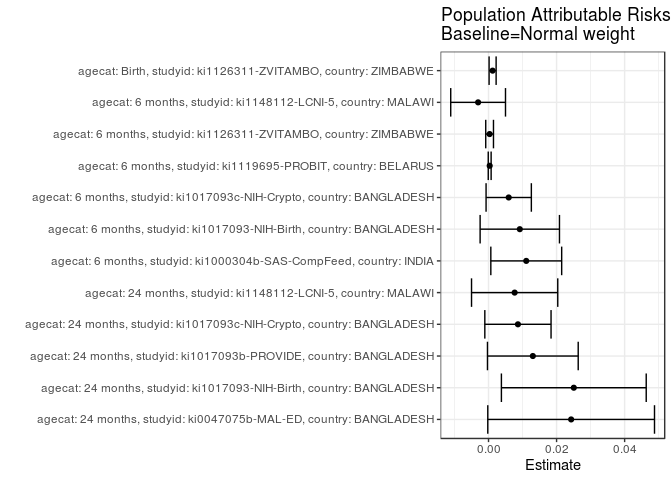 Population Attributable Risks
Baseline=Normal weight
agecat: Birth, studyid: ki1126311-ZVITAMBO, country: ZIMBABWE
agecat: 6 months, studyid: ki1148112-LCNI-5, country: MALAWI
agecat: 6 months, studyid: ki1126311-ZVITAMBO, country: ZIMBABWE
agecat: 6 months, studyid: ki1119695-PROBIT, country: BELARUS
agecat: 6 months, studyid: ki1017093c-NIH-Crypto, country: BANGLADESH
agecat: 6 months, studyid: ki1017093-NIH-Birth, country: BANGLADESH
agecat: 6 months, studyid: ki1000304b-SAS-CompFeed, country: INDIA
agecat: 24 months, studyid: ki1148112-LCNI-5, country: MALAWI
agecat: 24 months, studyid: ki1017093c-NIH-Crypto, country: BANGLADESH
agecat: 24 months, studyid: ki1017093b-PROVIDE, country: BANGLADESH
agecat: 24 months, studyid: ki1017093-NIH-Birth, country: BANGLADESH
agecat: 24 months, studyid: ki0047075b-MAL-ED, country: BANGLADESH
0.00 0.02 0.04
Estimate